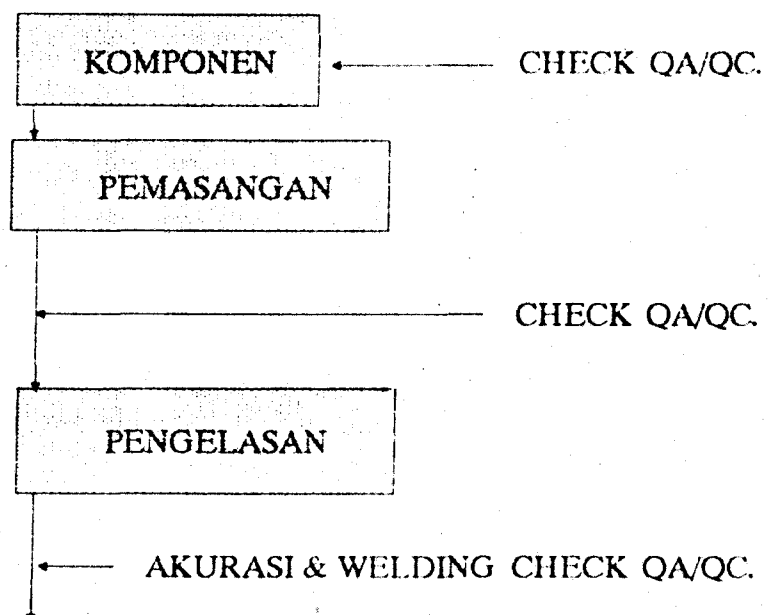 KOMPONEN CHECK QA/QC.
PEMASANGAN
CHECK QA/QC.
PENGELASAN
AKURASI & WELDING CHECK QA/QC.